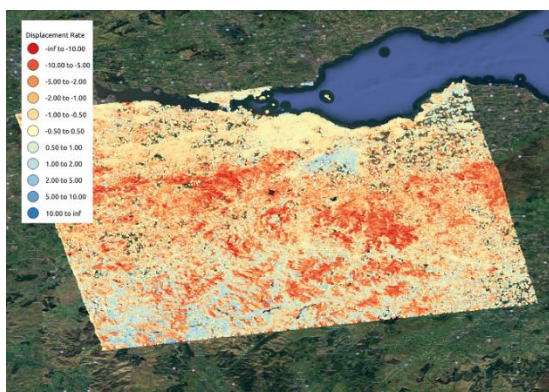 Displacement Rate
-inf to -10.00
-10.00 to -5.00
-5.00 to -2.00
-2.00 to -1.00
-1.00 to -0.50
-0.50 to 0.50
0.50 to 1.00
1.00 to 2.00
2.00 to 5.00
5.00 to 10.00
10.00 to inf